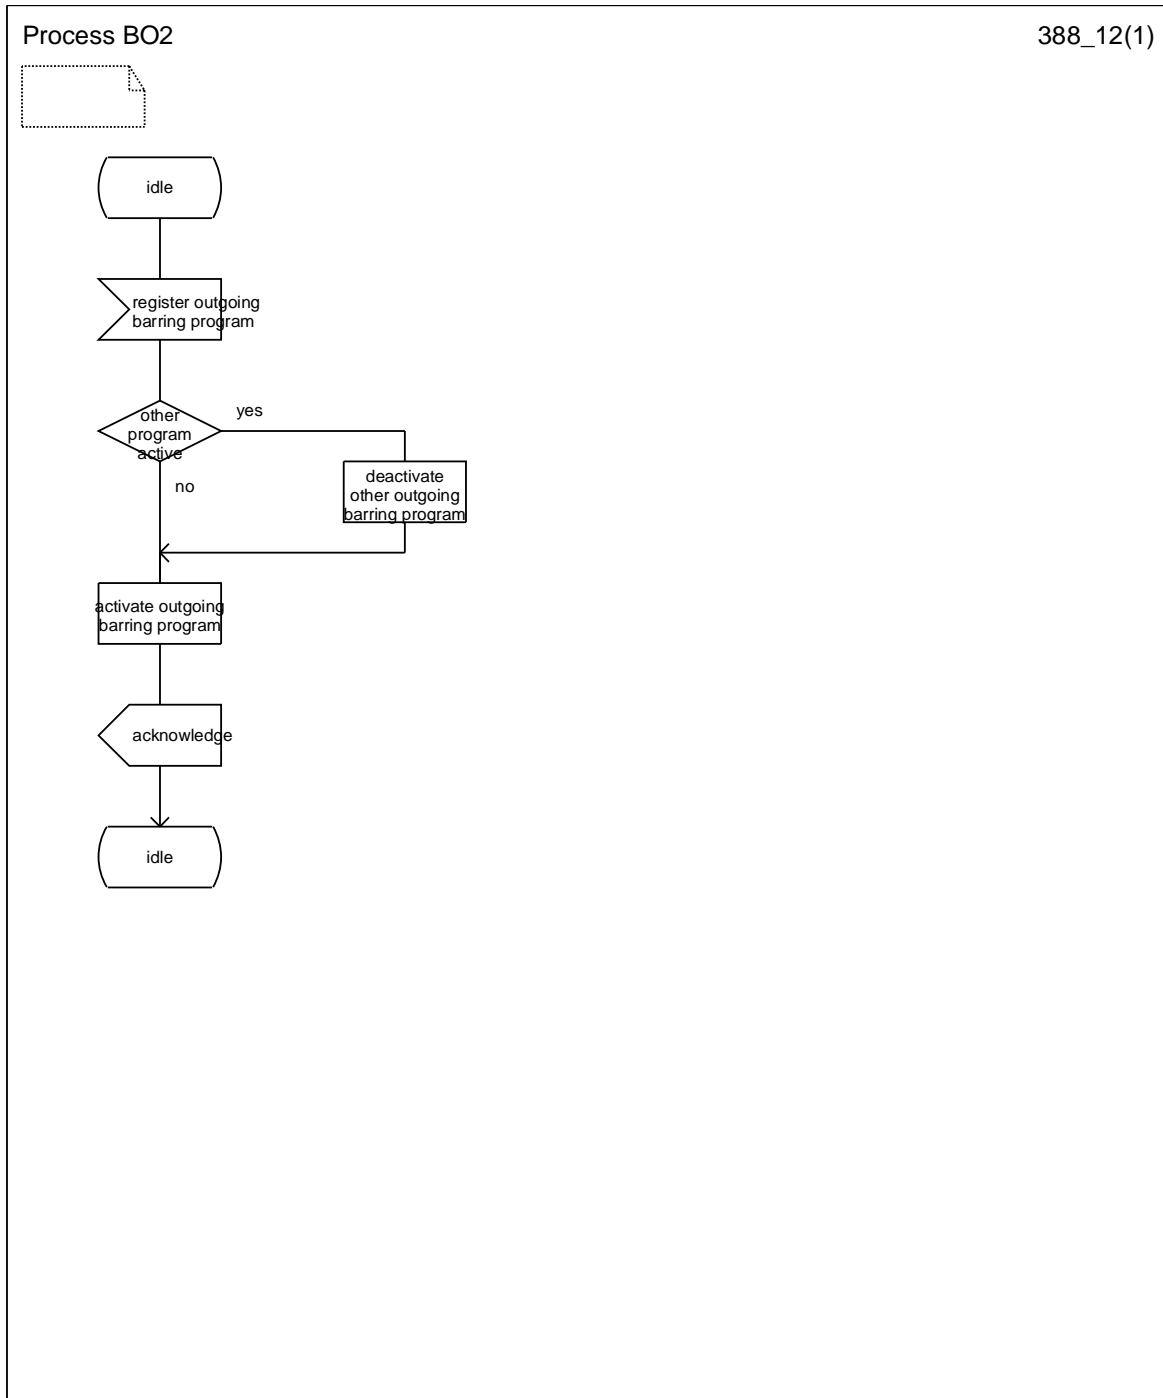 Process BO2
388_12(1)
idle
register outgoing
barring program
other
program
active
yes
no
deactivate
other outgoing
barring program
activate outgoing
barring program
acknowledge
idle